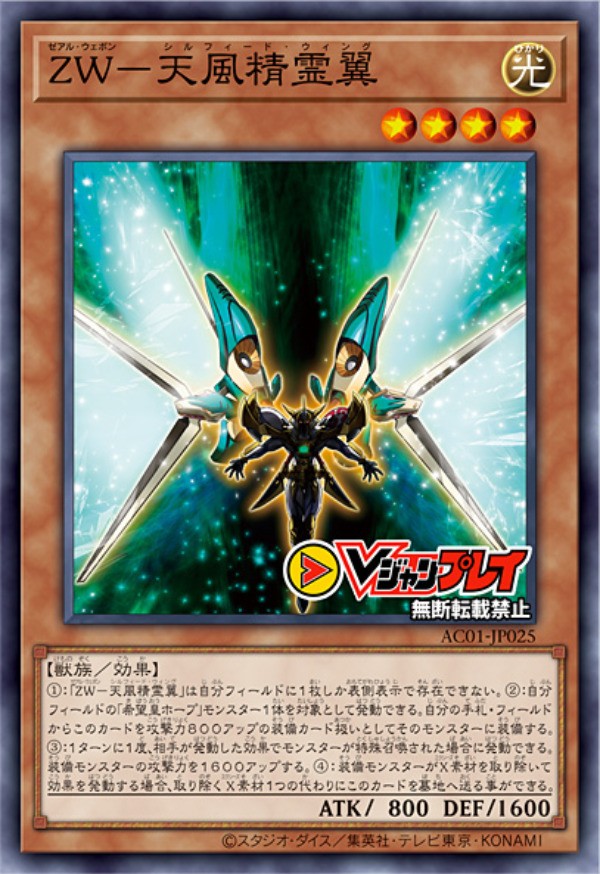 ゼアル・ウェポン シルフィード・ウィング
ZW－天風精霊翼
ひかり
光
Vジャンプレイ
無断転載禁止
AC01-JP025
【獣族／効果】
①：「ZW－天風精霊翼」は自分フィールドに１枚しか表側表示で存在できない。②：自分
フィールドの「希望皇ホープ」モンスター１体を対象として発動できる。自分の手札・フィールド
からこのカードを攻撃力８００アップの装備カード扱いとしてそのモンスターに装備する。
③：１ターンに１度、相手が発動した効果でモンスターが特殊召喚された場合に発動できる。
装備モンスターの攻撃力を１６００アップする。④：装備モンスターがX素材を取り除いて
効果を発動する場合、取り除くX素材１つの代わりにこのカードを墓地へ送る事ができる。
ATK/ 800 DEF/1600
©スタジオ・ダイス／集英社・テレビ東京・KONAMI